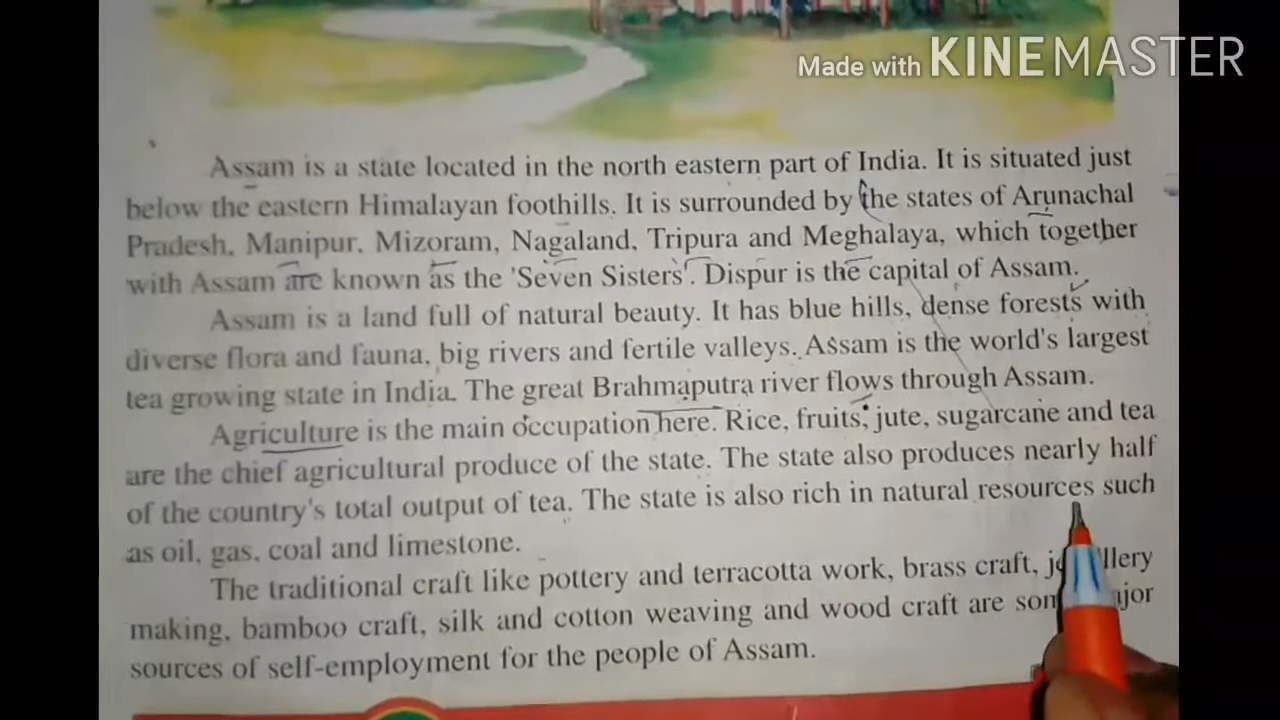 Made with KINEMASTER
Assam is a state located in the north eastern part of India. It is situated just
below the eastern Himalayan foothills. It is surrounded by the states of Arunachal
Pradesh, Manipur, Mizoram, Nagaland, Tripura and Meghalaya, which together
with Assam are known as the 'Seven Sisters'. Dispur is the capital of Assam.
Assam is a land full of natural beauty. It has blue hills, dense forests with
diverse flora and fauna, big rivers and fertile valleys. Assam is the world's largest
tea growing state in India. The great Brahmaputra river flows through Assam.
Agriculture is the main occupation here. Rice, fruits, jute, sugarcane and tea
are the chief agricultural produce of the state. The state also produces nearly half
of the country's total output of tea. The state is also rich in natural resources such
as oil, gas, coal and limestone.
The traditional craft like pottery and terracotta work, brass craft,
making, bamboo craft, silk and cotton weaving and wood craft are
sources of self-employment for the people of Assam.